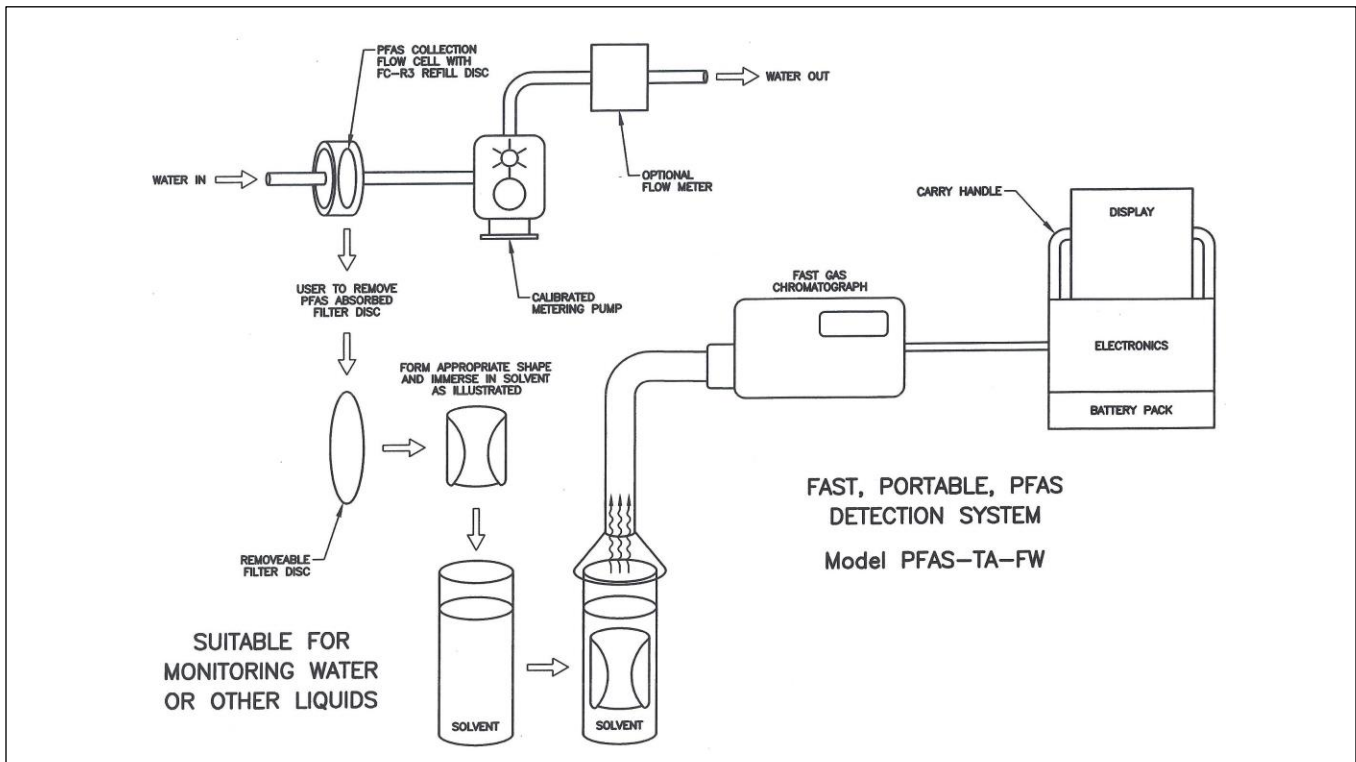 PFAS COLLECTION
FLOW CELL WITH
FC-R3 REFILL DISC
WATER OUT
WATER IN
OPTIONAL
FLOW METER
CARRY HANDLE
DISPLAY
USER TO REMOVE
PFAS ABSORBED
FILTER DISC
CALIBRATED
METERING PUMP
FAST GAS
CHROMATOGRAPH
ELECTRONICS
BATTERY PACK
FORM APPROPRIATE SHAPE
AND IMMERSE IN SOLVENT
AS ILLUSTRATED
REMOVEABLE
FILTER DISC
FAST, PORTABLE, PFAS
DETECTION SYSTEM
Model PFAS-TA-FW
SUITABLE FOR
MONITORING WATER
OR OTHER LIQUIDS
SOLVENT
SOLVENT